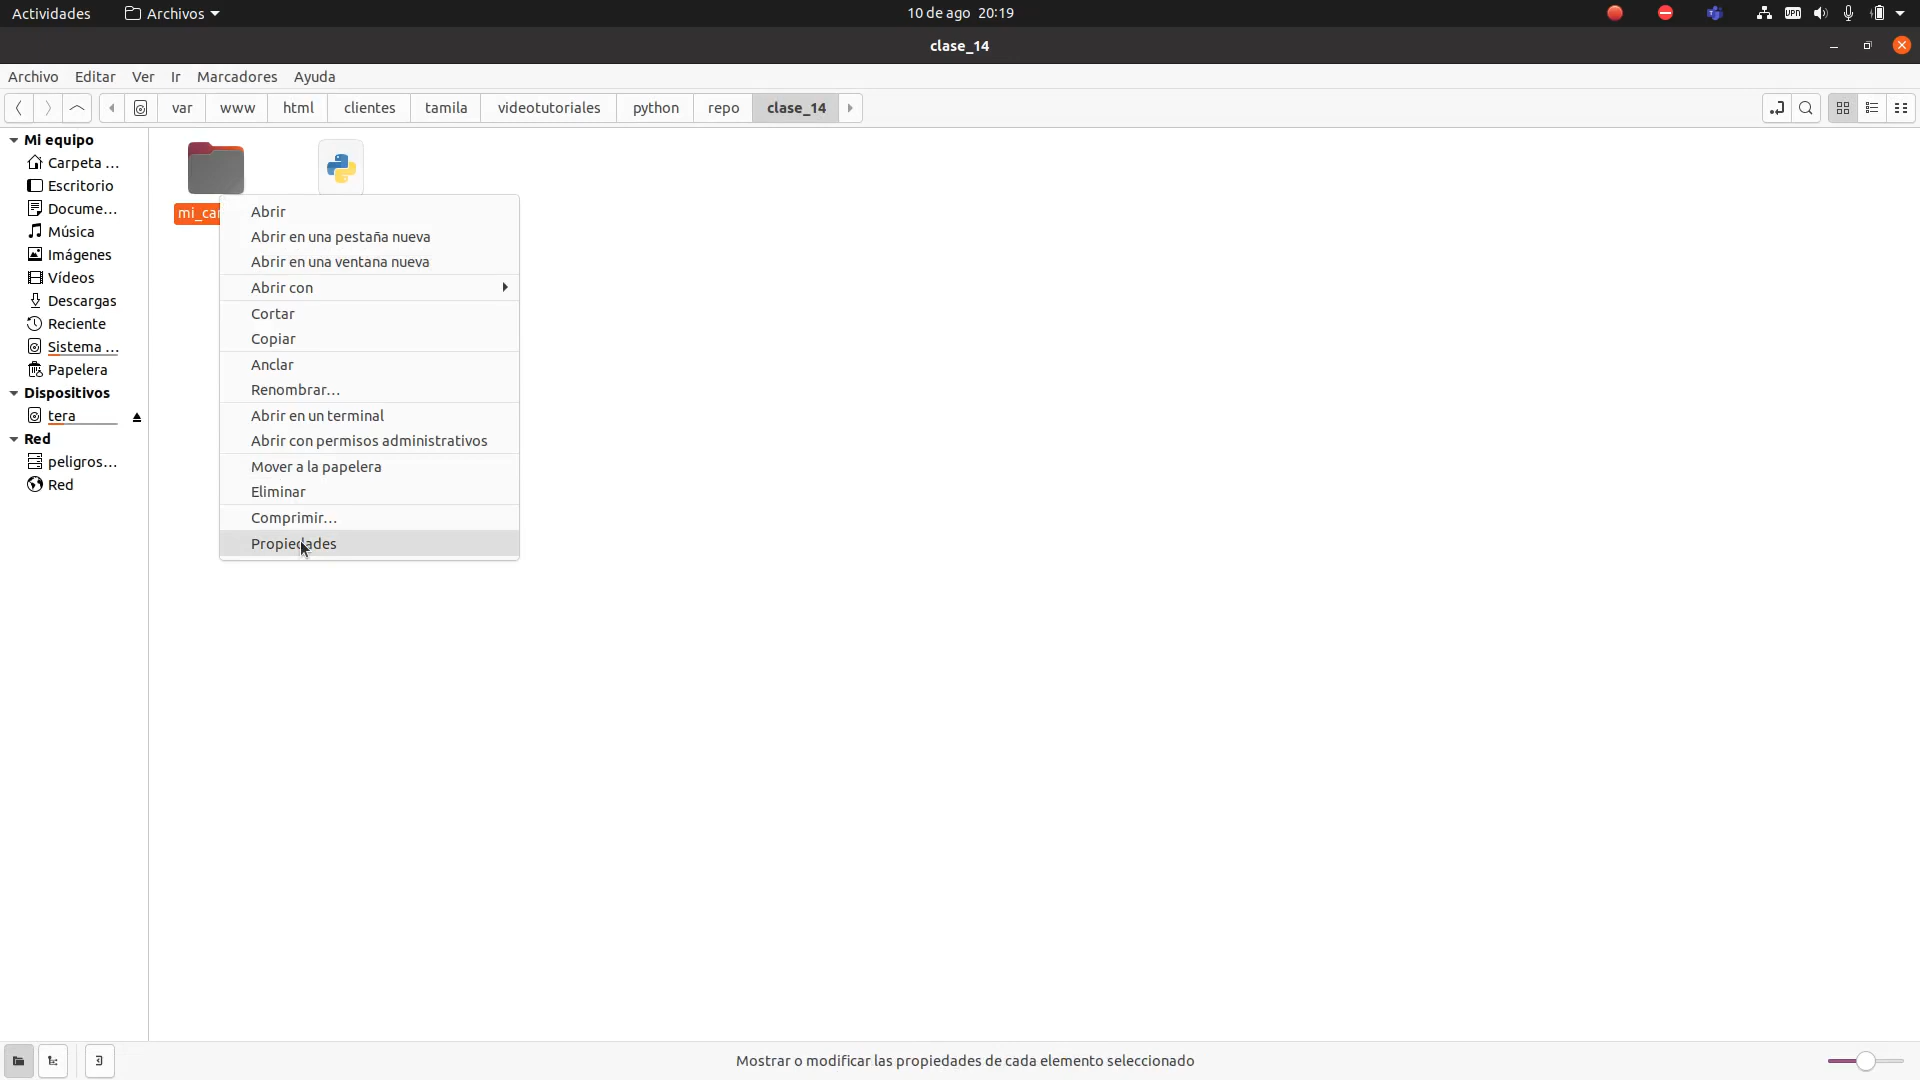 Actividades Archivos 10 de ago 20:19
clase_14
Archivo Editar Ver Ir Marcadores Ayuda
var www html clientes tamila videotutoriales python repo clase_14
Mi equipo
Carpeta ...
Escritorio
Docume...
Música
Imágenes
Vídeos
Descargas
Reciente
Sistema ...
Papelera
Dispositivos
tera
Red
peligros...
Red
mi_car
Abrir
Abrir en una pestaña nueva
Abrir en una ventana nueva
Abrir con
Cortar
Copiar
Anclar
Renombrar...
Abrir en un terminal
Abrir con permisos administrativos
Mover a la papelera
Eliminar
Comprimir...
Propiedades
Mostrar o modificar las propiedades de cada elemento seleccionado